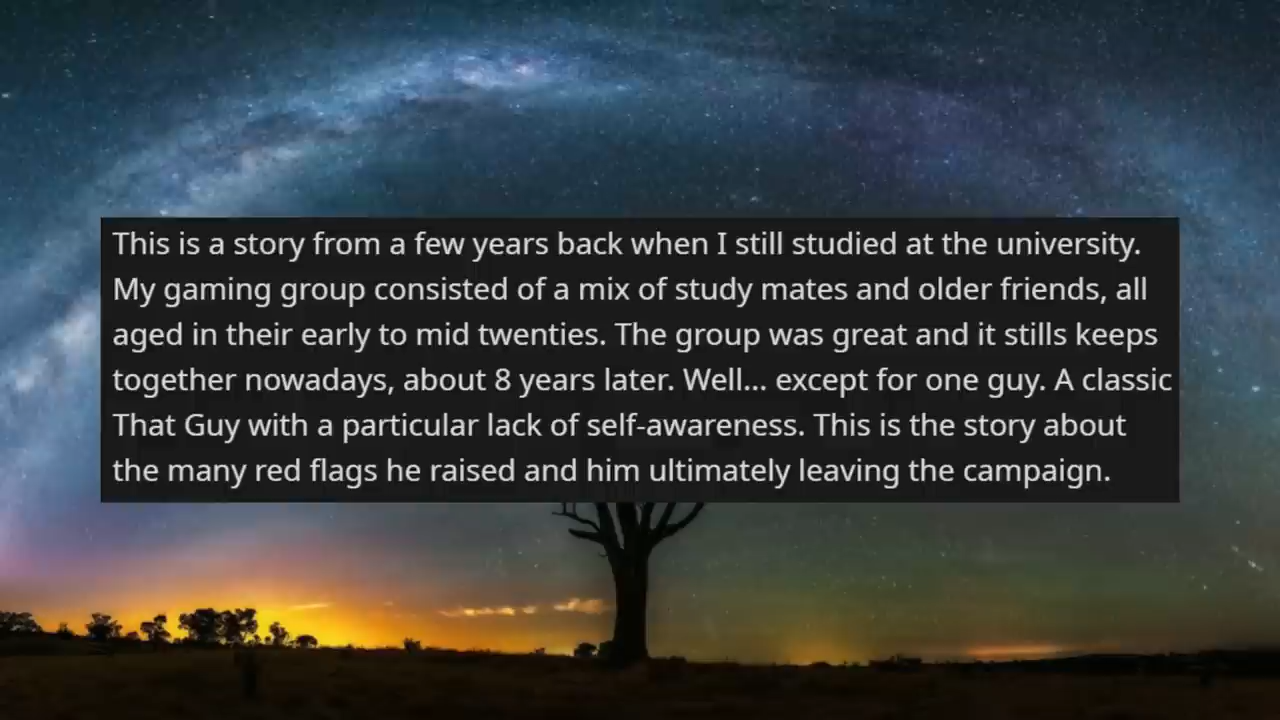 This is a story from a few years back when I still studied at the university.
My gaming group consisted of a mix of study mates and older friends, all
aged in their early to mid twenties. The group was great and it stills keeps
together nowadays, about 8 years later. Well... except for one guy. A classic
That Guy with a particular lack of self-awareness. This is the story about
the many red flags he raised and him ultimately leaving the campaign.